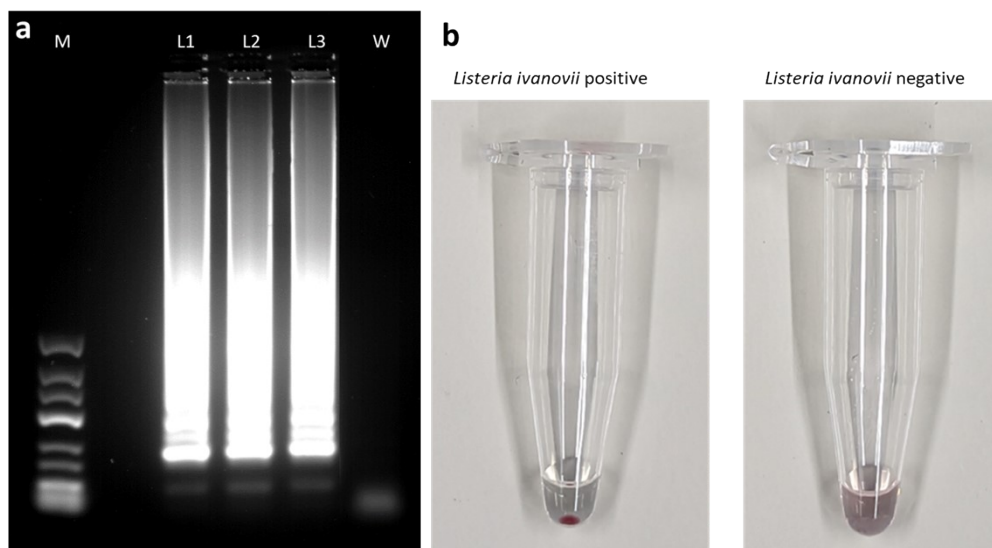 a
M L1 L2 L3 W
b
Listeria ivanovii positive
Listeria ivanovii negative